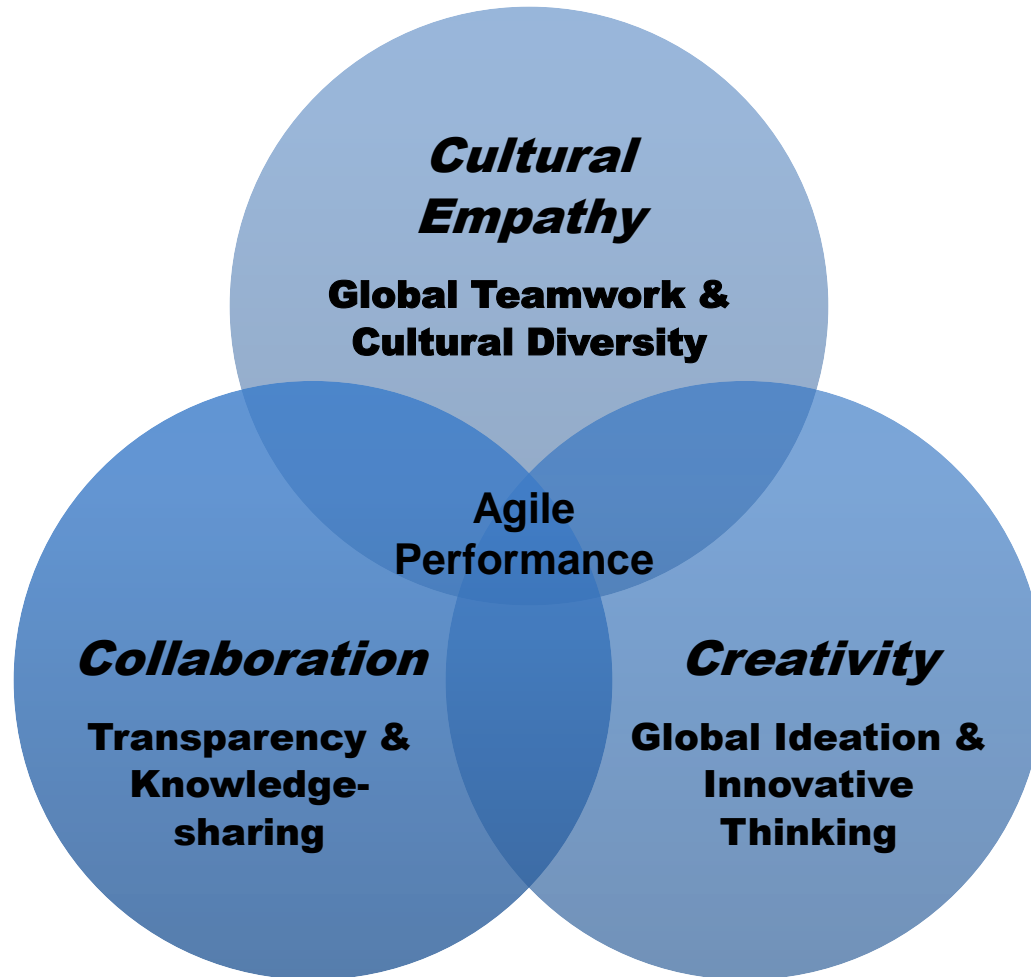 Cultural
Empathy
Global Teamwork &
Cultural Diversity
Agile
Performance
Collaboration
Transparency &
Knowledge-
sharing
Creativity
Global Ideation &
Innovative
Thinking